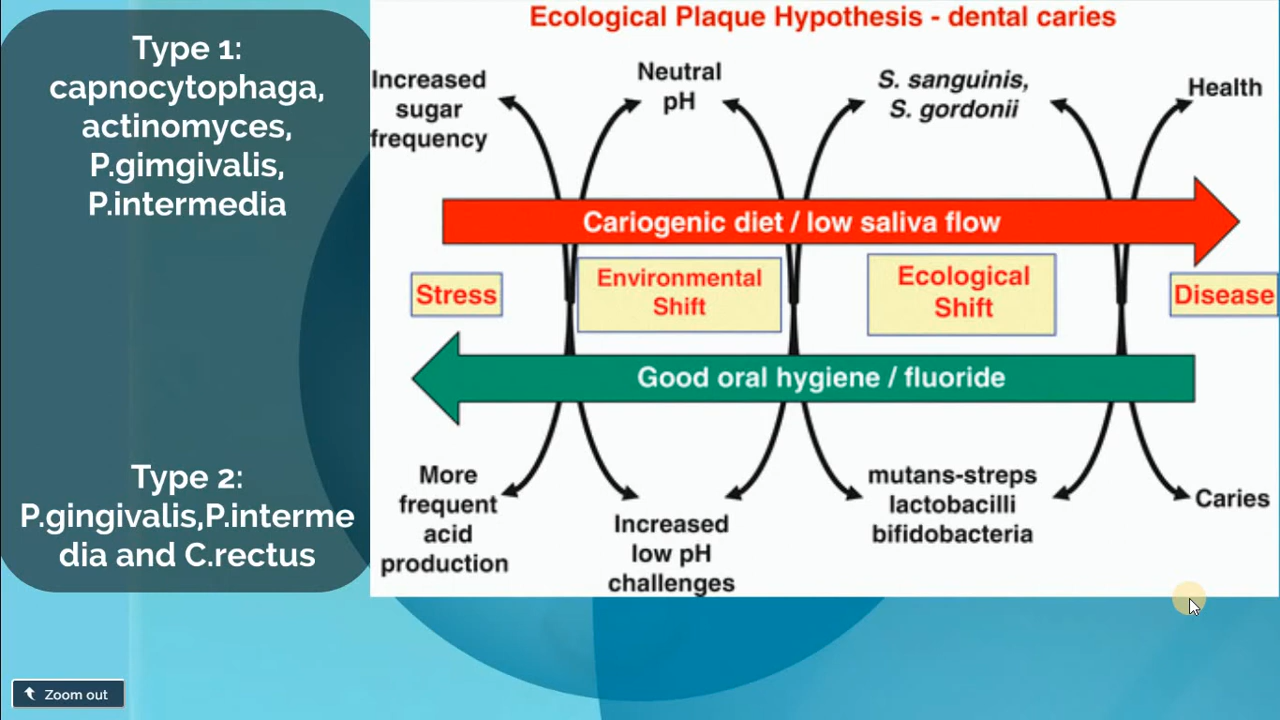 Type 1:
capnocytophaga,
actinomyces,
P.gimgivalis,
P.intermedia
Type 2:
P.gingivalis,P.interme
dia and C.rectus
Ecological Plaque Hypothesis - dental caries
Increased
sugar
frequency
Neutral
pH
S. sanguinis,
S. gordonii
Health
Cariogenic diet / low saliva flow
Stress
Environmental
Shift
Ecological
Shift
Disease
Good oral hygiene / fluoride
More
frequent
acid
production
Increased
low pH
challenges
mutans-streps
lactobacilli
bifidobacteria
Caries
Zoom out